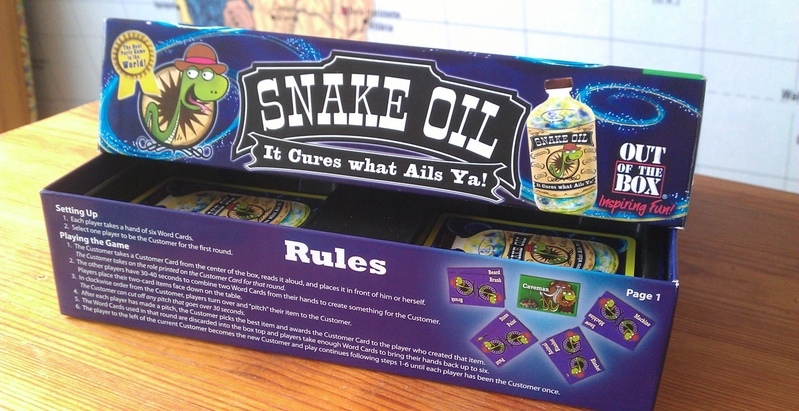 The Best
Party Game
in the
World!
SNAKE OIL
It Cures what Ails Ya!
SNAKE OIL
It Cures what Ails Ya!
OUT
OF THE
BOX
Inspiring Fun!
Setting Up
1. Each player takes a hand of six Word Cards.
2. Select one player to be the Customer for the first round.
Playing the Game
1. The Customer takes a Customer Card from the center of the box, reads it aloud, and places it in front of him or herself.
The Customer takes on the role printed on the Customer Card for that round.
2. The other players have 30-40 seconds to combine two Word Cards from their hands to create something for the Customer.
Players place their two-card items face down on the table.
3. In clockwise order from the Customer, players turn over and "pitch" their item to the Customer.
The Customer can cut off any pitch that goes over 30 seconds.
4. After each player has made a pitch, the Customer picks the best item and awards the Customer Card to the player who created that item.
5. The Word Cards used in that round are discarded into the box top and players take enough Word Cards to bring their hands back up to six.
6. The player to the left of the current Customer becomes the new Customer and play continues following steps 1-6 until each player has been the Customer once.
Rules
Page 1
Beard
Brush
Caveman
Machine
SNAKE OIL